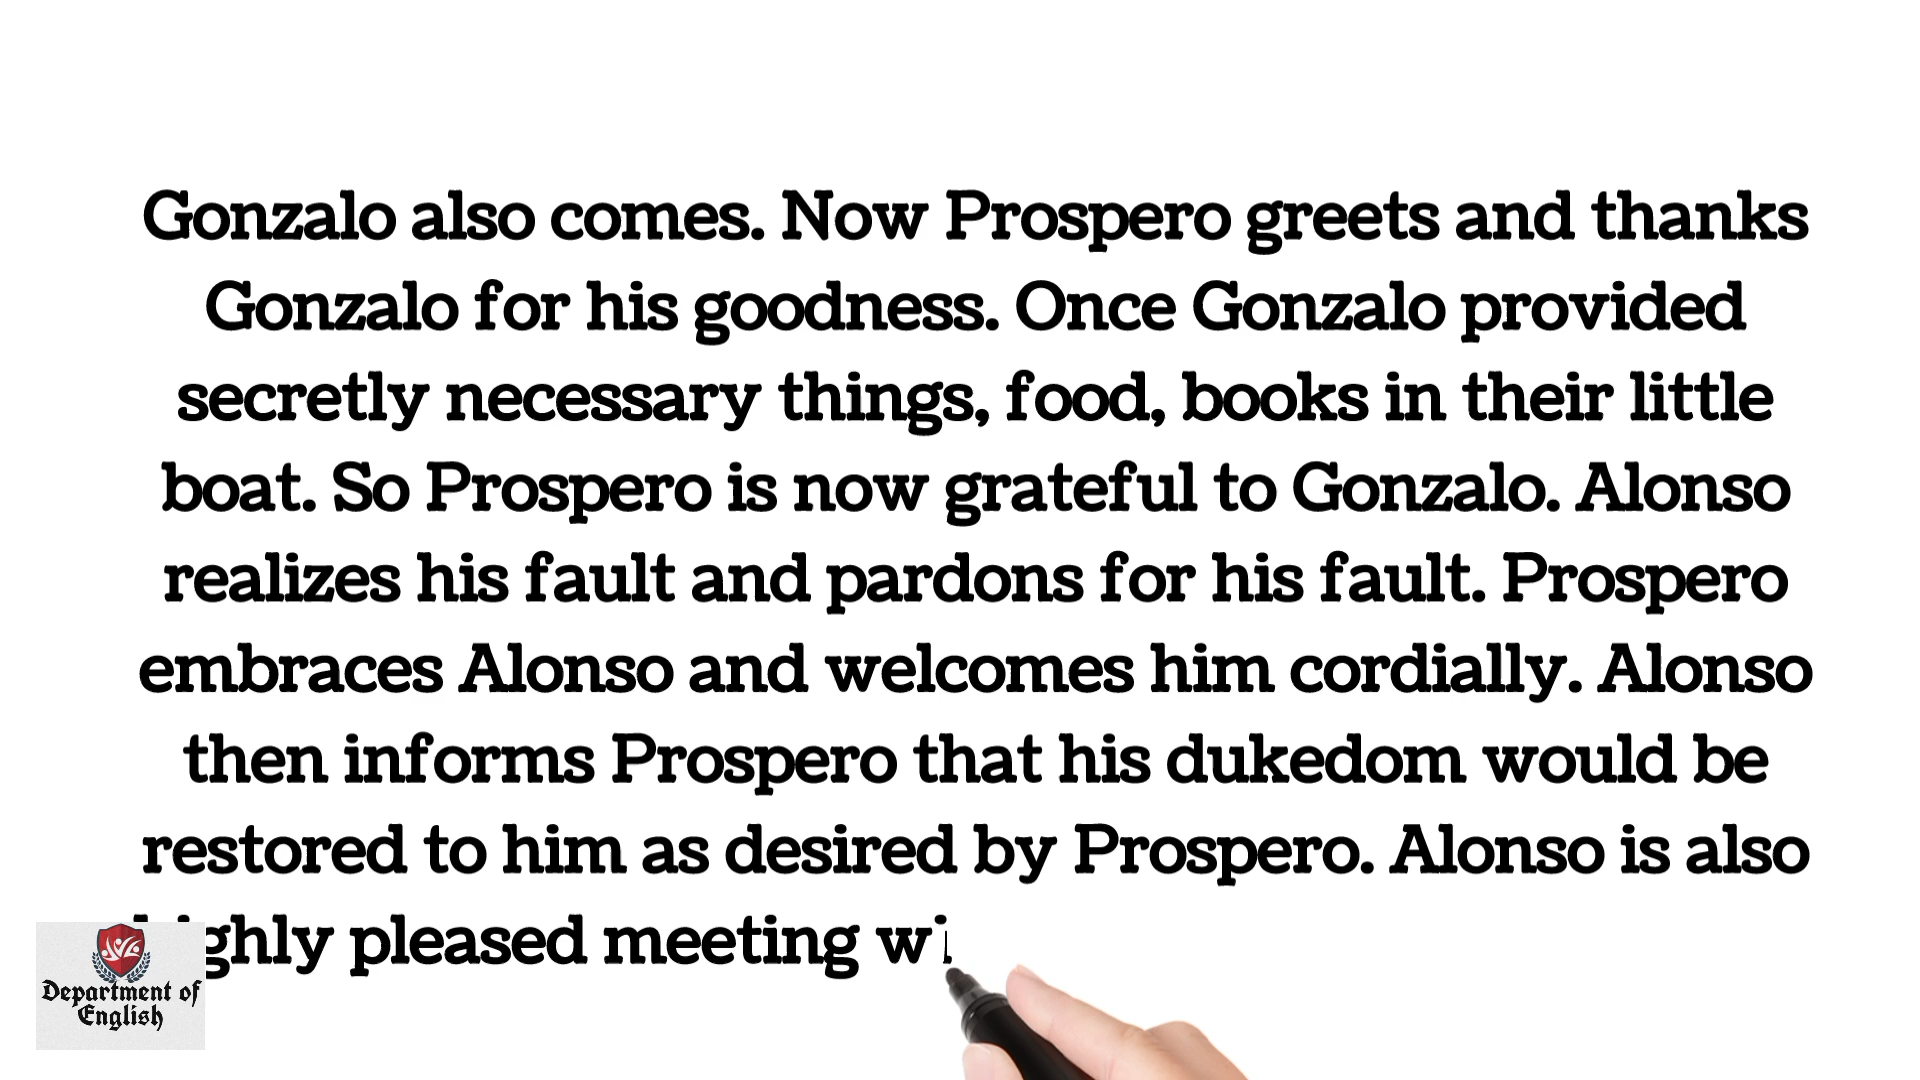 Gonzalo also comes. Now Prospero greets and thanks
Gonzalo for his goodness. Once Gonzalo provided
secretly necessary things, food, books in their little
boat. So Prospero is now grateful to Gonzalo. Alonso
realizes his fault and pardons for his fault. Prospero
embraces Alonso and welcomes him cordially. Alonso
then informs Prospero that his dukedom would be
restored to him as desired by Prospero. Alonso is also
highly pleased meeting wi
Department of
English